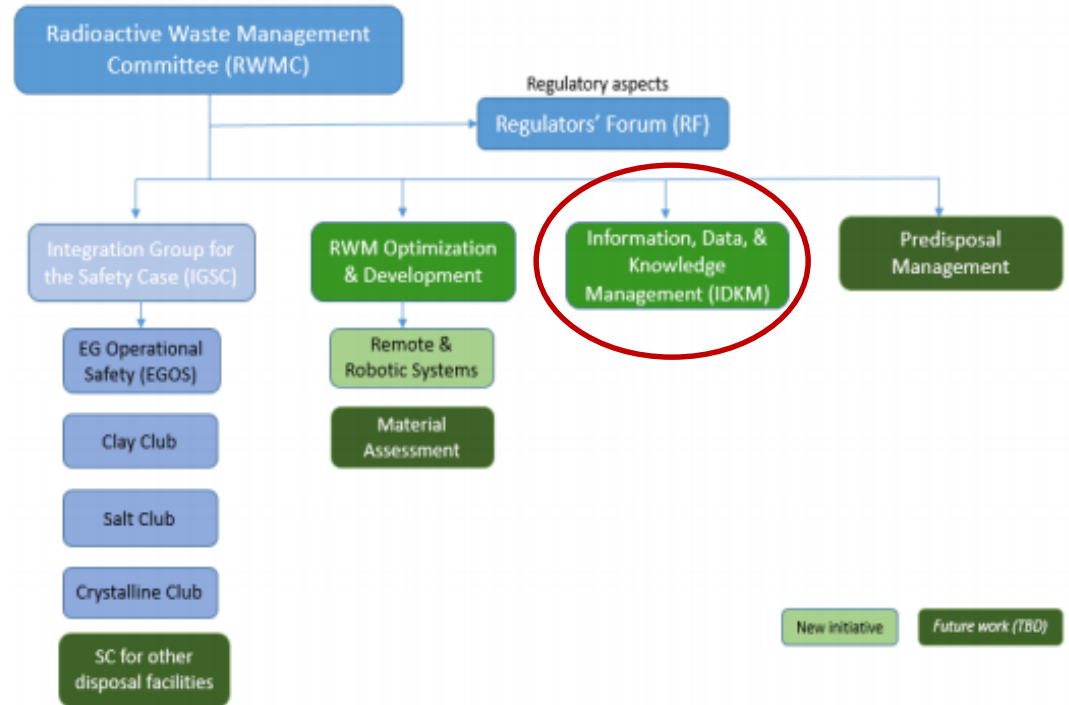 Radioactive Waste Management
Committee (RWMC)
Regulatory aspects
Regulators' Forum (RF)
Integration Group for
the Safety Case (IGSC)
RWM Optimization
& Development
Information, Data, &
Knowledge
Management (IDKM)
Predisposal
Management
EG Operational
Safety (EGOS)
Remote &
Robotic Systems
Clay Club
Material
Assessment
Salt Club
Crystalline Club
New initiative
Future work (TBD)
SC for other
disposal facilities